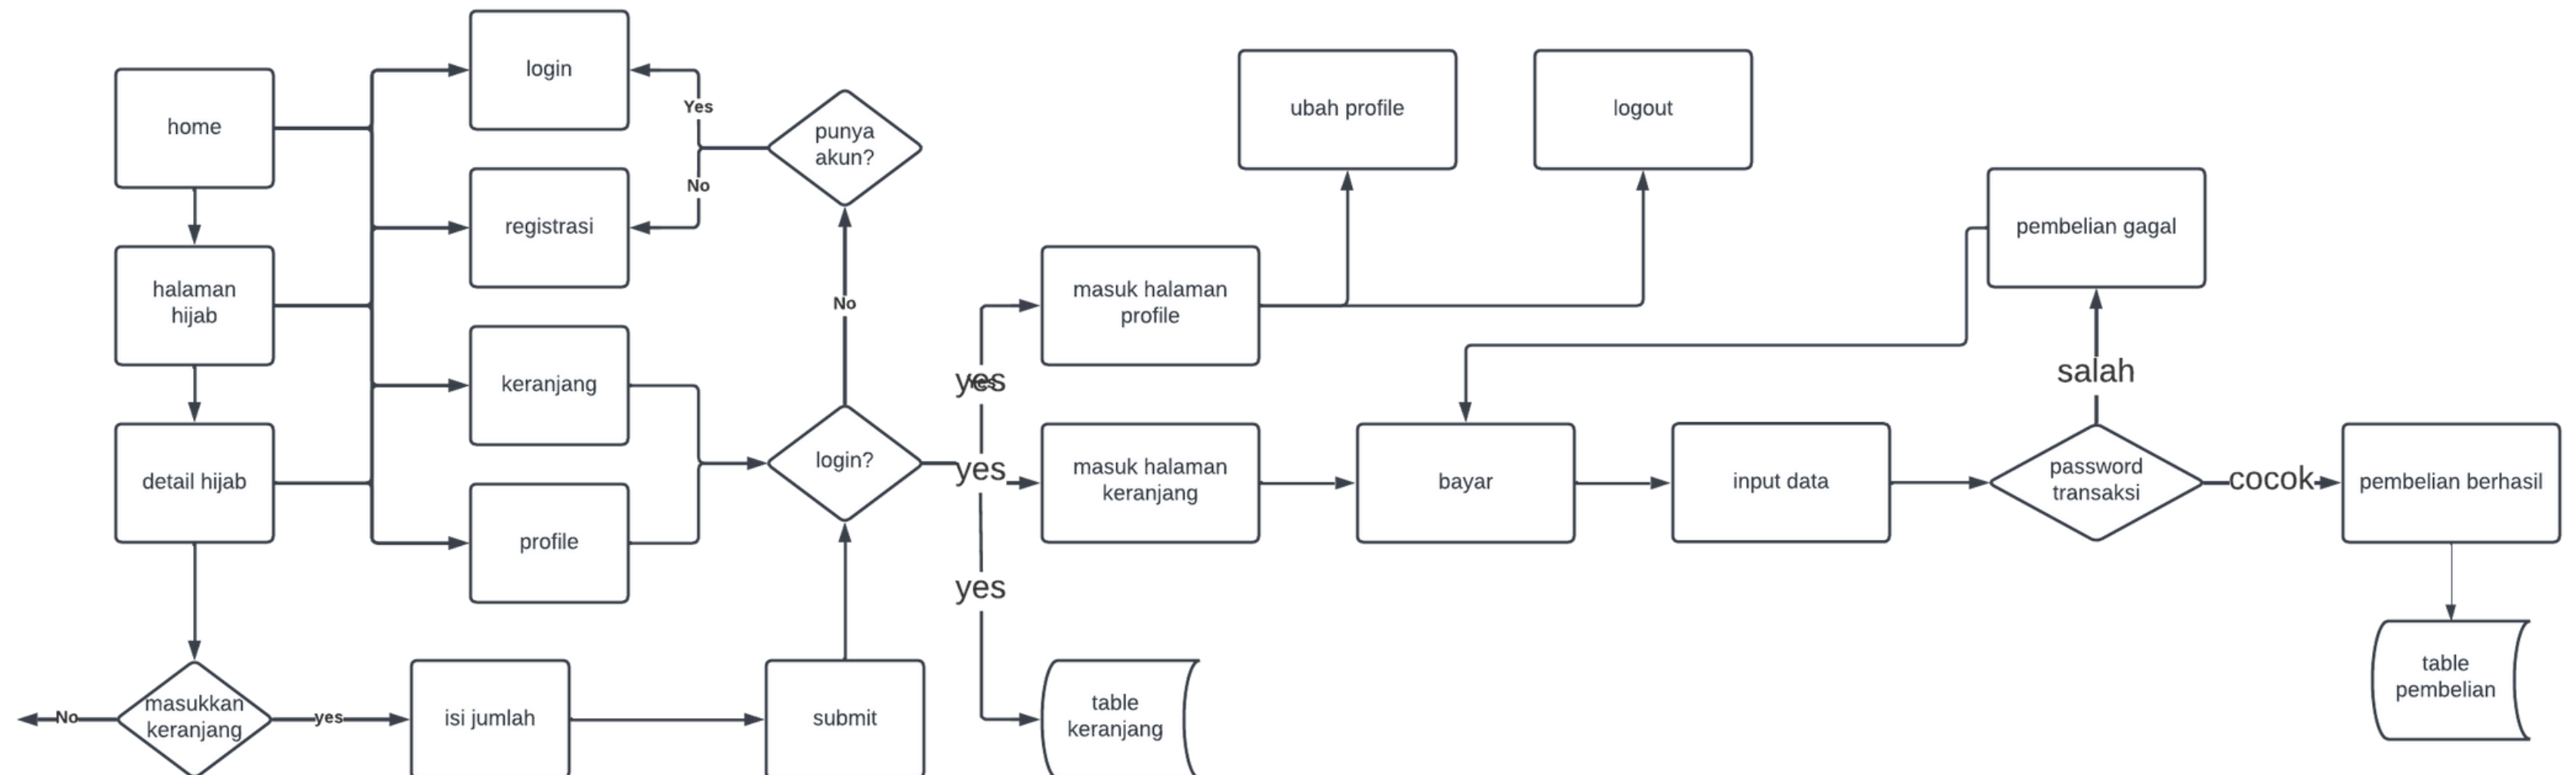 home
login
Yes
No
punya
akun?
registrasi
halaman
hijab
keranjang
detail hijab
profile
login?
No
masukkan
keranjang
No
yes
isi jumlah
submit
yes
yes
yes
yes
masuk halaman
profile
ubah profile
logout
masuk halaman
keranjang
table
keranjang
bayar
input data
password
transaksi
salah
pembelian gagal
cocok
pembelian berhasil
table
pembelian